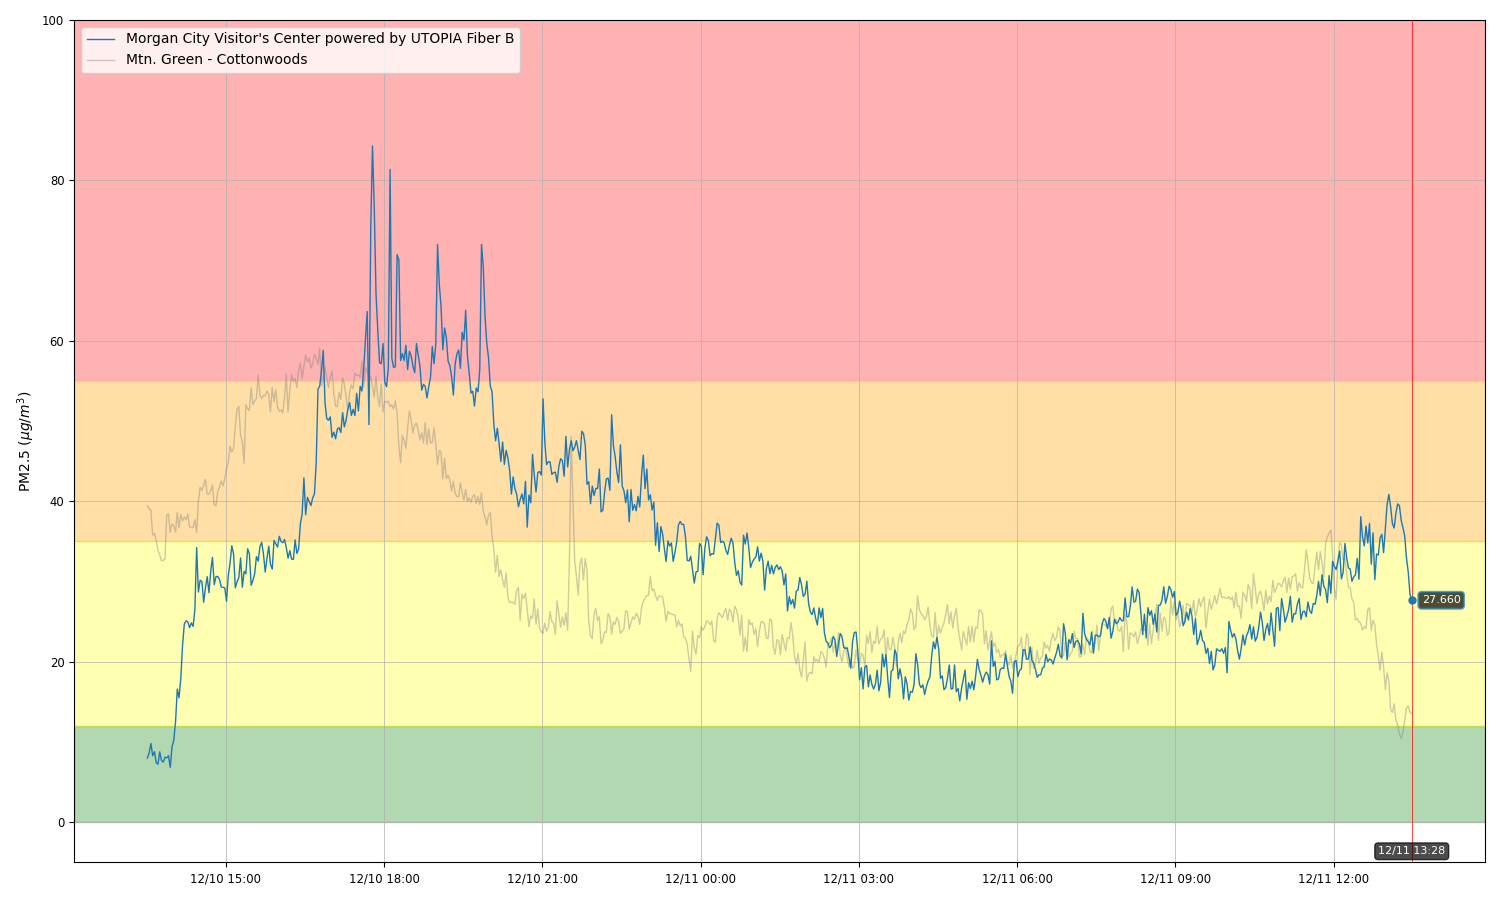 100
Morgan City Visitor's Center powered by UTOPIA Fiber B
Mtn. Green - Cottonwoods
80
60
PM2.5 (μg/m³)
40
27.660
20
0
12/11 13:28
12/10 15:00 12/10 18:00 12/10 21:00 12/11 00:00 12/11 03:00 12/11 06:00 12/11 09:00 12/11 12:00